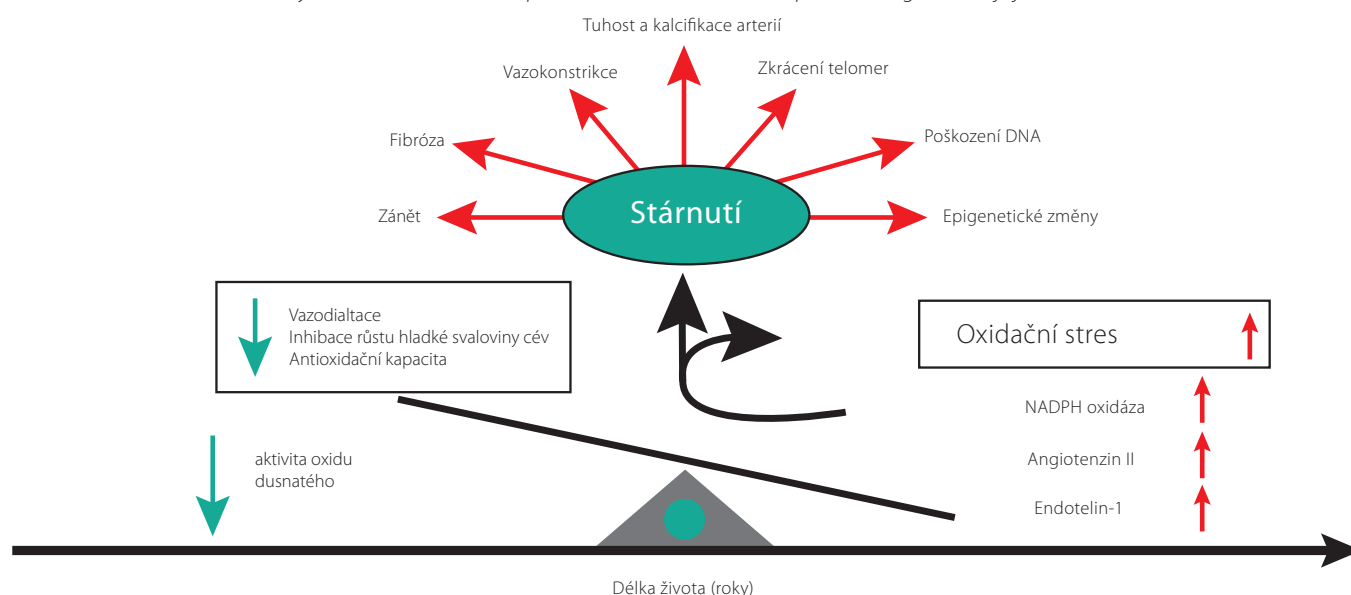 Tuhost a kalcifikace arterií
Vazokonstrikce
Zkrácení telomer
Fibróza
Poškození DNA
Zánět
Stárnutí
Epigenetické změny
Vazodialtace
Inhibace růstu hladké svaloviny cév
Antioxidační kapacita
Oxidační stres
NADPH oxidáza
aktivita oxidu
dusnatého
Angiotenzin II
Endotelin-1
Délka života (roky)